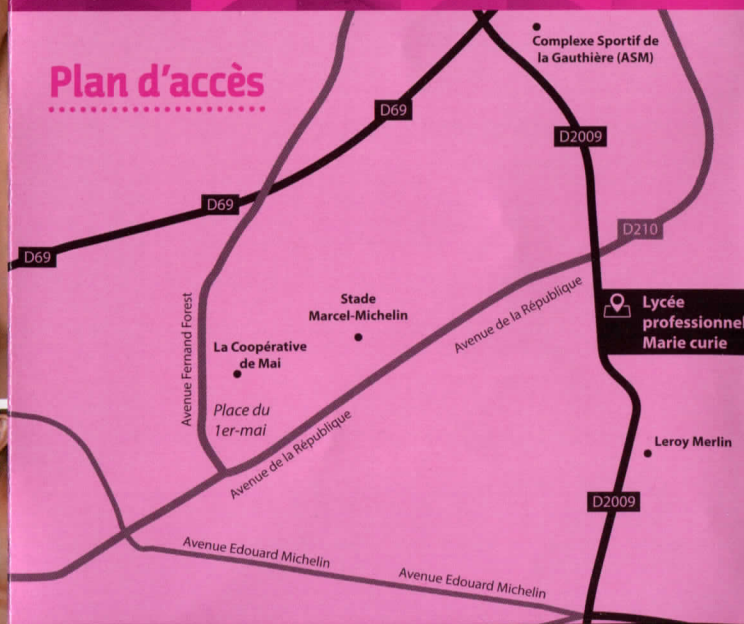 Complexe Sportif de
la Gauthière (ASM)
Plan d'accès
D69
D2009
D69
D210
D69
Avenue de la République
Lycée
professionnel
Marie curie
Stade
Marcel-Michelin
Avenue Fernand Forest
La Coopérative
de Mai
Place du
1er-mai
Avenue de la République
Leroy Merlin
D2009
Avenue Edouard Michelin
Avenue Edouard Michelin